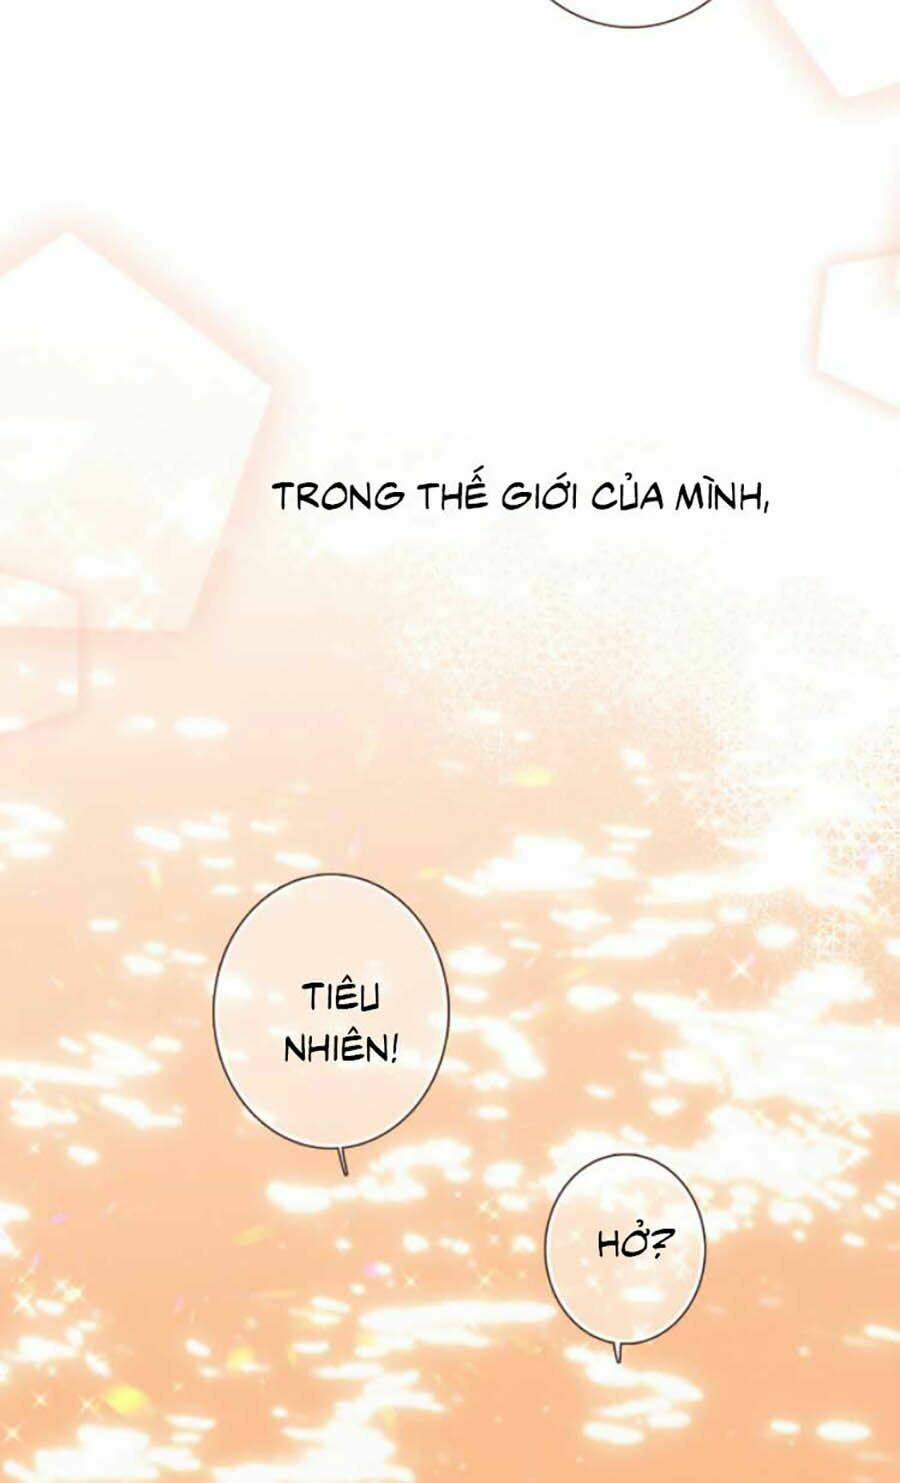 TRONG THẾ GIỚI CỦA MÌNH,
TIÊU
NHIÊN!
HỞ?